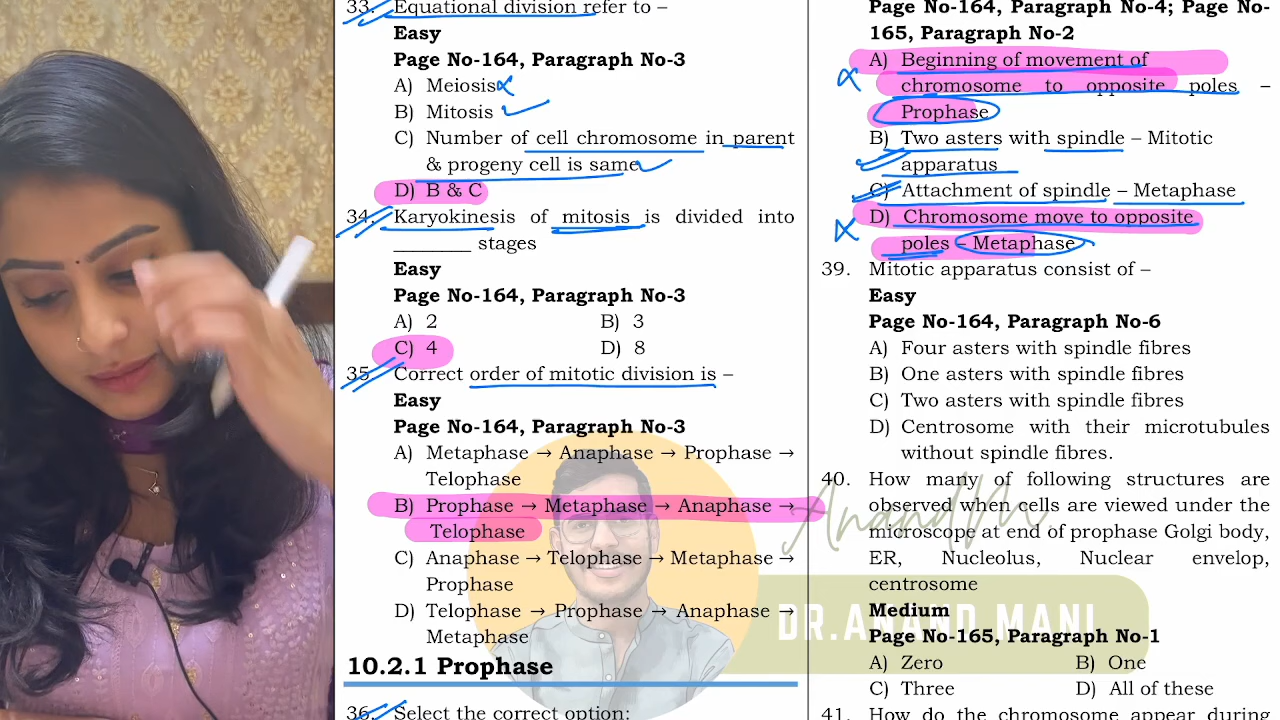 33. Equational division refer to –
Easy
Page No-164, Paragraph No-3
A) Meiosis
B) Mitosis
C) Number of cell chromosome in parent
& progeny cell is same
D) B & C
34. Karyokinesis of mitosis is divided into
________ stages
Easy
Page No-164, Paragraph No-3
A) 2 B) 3
C) 4 D) 8
35. Correct order of mitotic division is –
Easy
Page No-164, Paragraph No-3
A) Metaphase → Anaphase → Prophase →
Telophase
B) Prophase → Metaphase → Anaphase →
Telophase
C) Anaphase → Telophase → Metaphase →
Prophase
D) Telophase → Prophase → Anaphase →
Metaphase
10.2.1 Prophase
36. Select the correct option:
Page No-164, Paragraph No-4; Page No-
165, Paragraph No-2
A) Beginning of movement of
chromosome to opposite poles –
Prophase
B) Two asters with spindle – Mitotic
apparatus
C) Attachment of spindle – Metaphase
D) Chromosome move to opposite
poles – Metaphase
39. Mitotic apparatus consist of –
Easy
Page No-164, Paragraph No-6
A) Four asters with spindle fibres
B) One asters with spindle fibres
C) Two asters with spindle fibres
D) Centrosome with their microtubules
without spindle fibres.
40. How many of following structures are
observed when cells are viewed under the
microscope at end of prophase Golgi body,
ER, Nucleolus, Nuclear envelop,
centrosome
Medium
Page No-165, Paragraph No-1
A) Zero B) One
C) Three D) All of these
41. How do the chromosome appear during
Anand M
DR.ANAND MANI